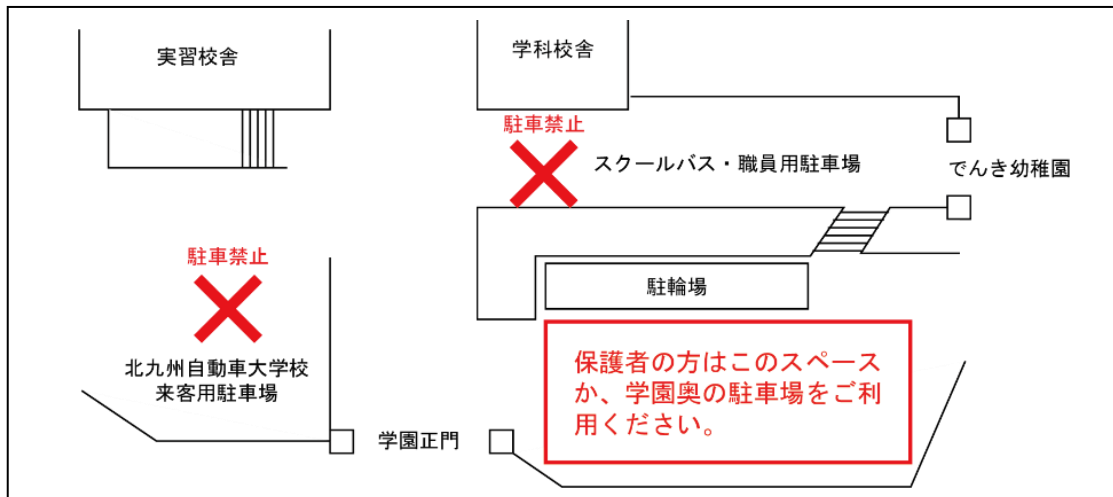 実習校舎
学科校舎
駐車禁止
スクールバス・職員用駐車場
でんき幼稚園
駐車禁止
駐輪場
北九州自動車大学校
来客用駐車場
保護者の方はこのスペース
か、学園奥の駐車場をご利
用ください。
学園正門